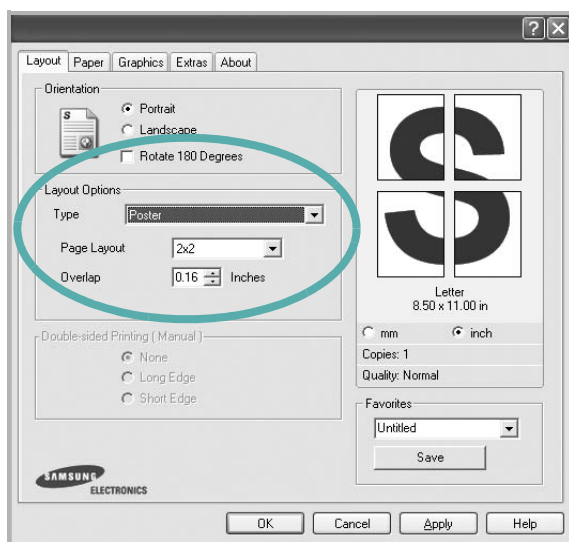 Layout Paper Graphics Extras About
Orientation
S
Portrait
Landscape
Rotate 180 Degrees
Layout Options
Type Poster
Page Layout 2x2
Overlap 0.16 Inches
Double-sided Printing ( Manual )
None
Long Edge
Short Edge
S
Letter
8.50 x 11.00 in
mm inch
Copies: 1
Quality: Normal
Favorites
Untitled
Save
SAMSUNG
ELECTRONICS
OK Cancel Apply Help